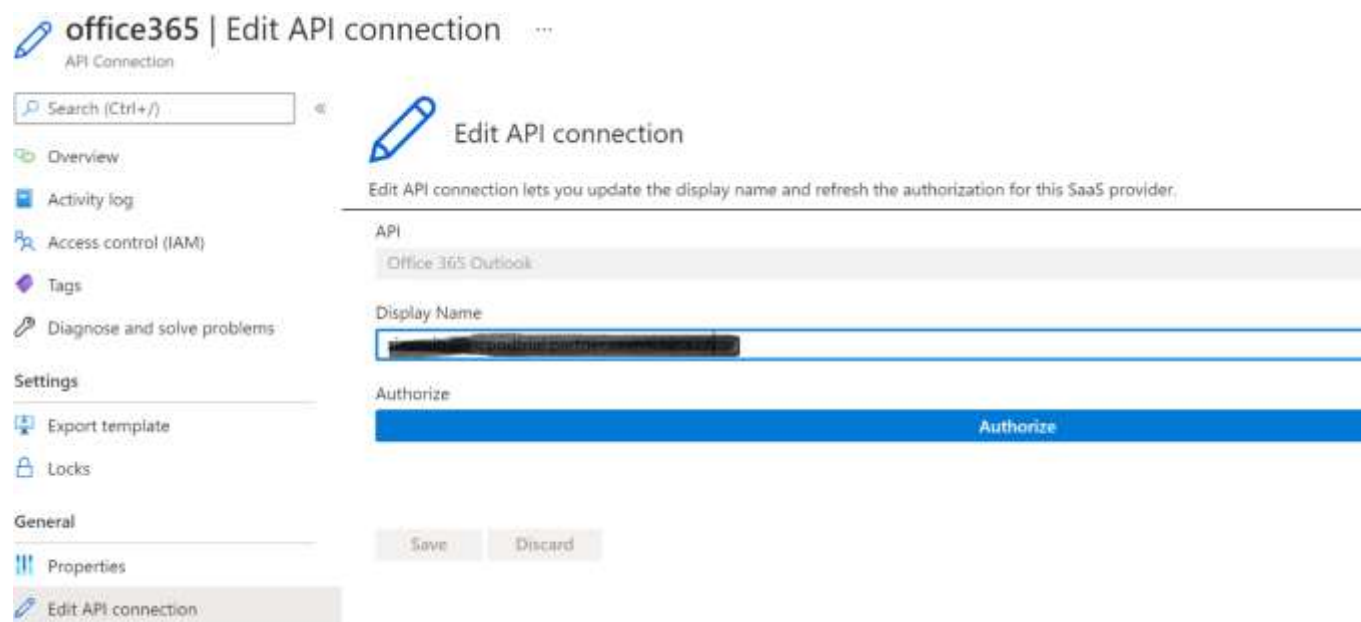 office365 | Edit API connection ...
API Connection
Search (Ctrl+/)
«
Overview
Activity log
Access control (IAM)
Tags
Diagnose and solve problems
Settings
Export template
Locks
General
Properties
Edit API connection
Edit API connection
Edit API connection lets you update the display name and refresh the authorization for this SaaS provider.
API
Office 365 Outlook
Display Name
Authorize
Authorize
Save Discard